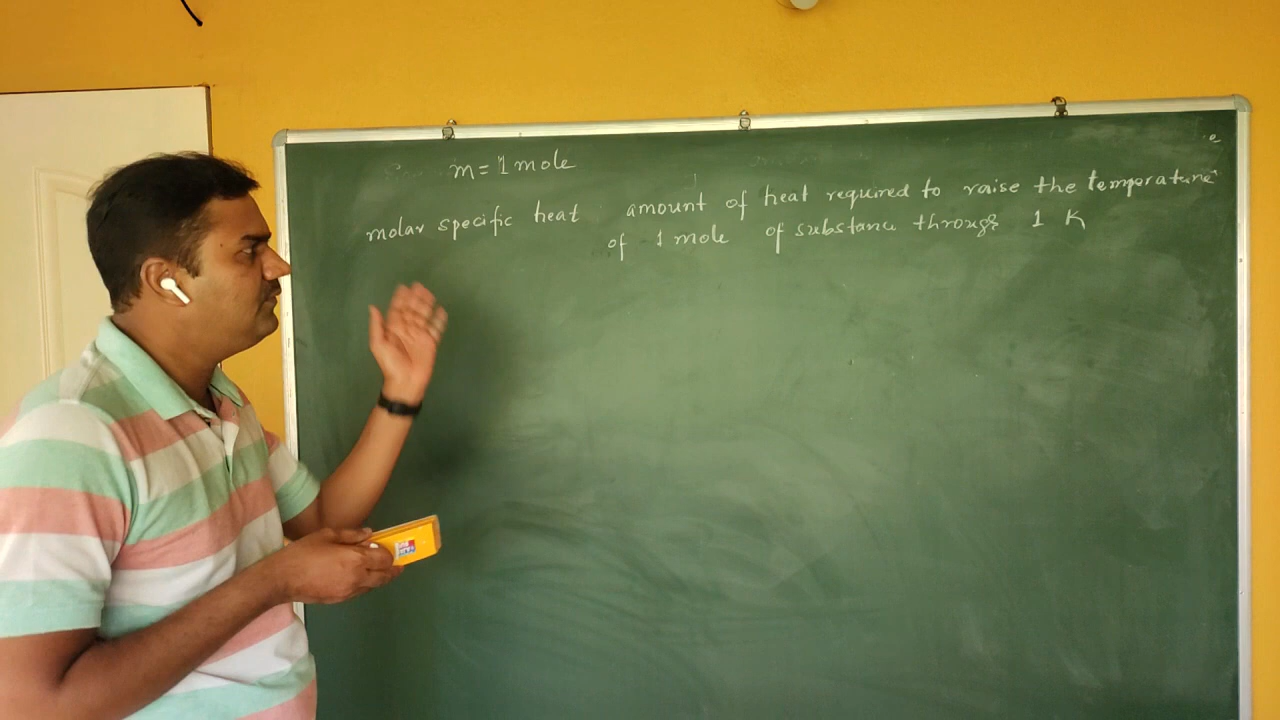 m = 1 mole
molar specific heat amount of heat required to raise the temperature
of 1 mole of substance through 1 K